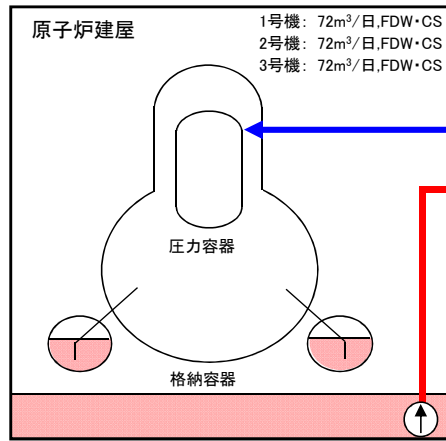 原子炉建屋
1号機: 72m³/日,FDW・CS
2号機: 72m³/日,FDW・CS
3号機: 72m³/日,FDW・CS
圧力容器
格納容器